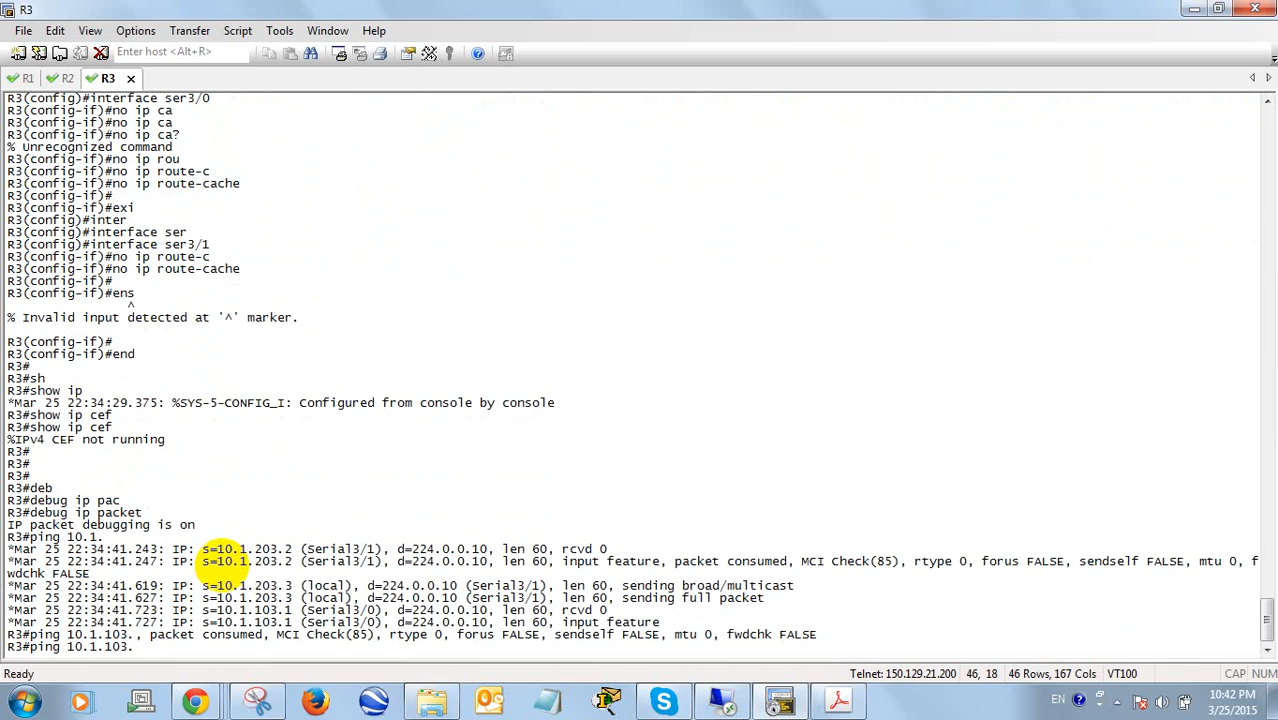 R3
File Edit View Options Transfer Script Tools Window Help
Enter host <Alt+R>
R1 R2 R3
R3(config)#interface ser3/0
R3(config-if)#no ip ca
R3(config-if)#no ip ca
R3(config-if)#no ip ca?
% Unrecognized command
R3(config-if)#no ip rou
R3(config-if)#no ip route-c
R3(config-if)#no ip route-cache
R3(config-if)#
R3(config-if)#exi
R3(config)#inter
R3(config)#interface ser
R3(config)#interface ser3/1
R3(config-if)#no ip route-c
R3(config-if)#no ip route-cache
R3(config-if)#
R3(config-if)#ens
^
% Invalid input detected at '^' marker.
R3(config-if)#
R3(config-if)#end
R3#
R3#sh
R3#show ip
*Mar 25 22:34:29.375: %SYS-5-CONFIG_I: Configured from console by console
R3#show ip cef
R3#show ip cef
%IPv4 CEF not running
R3#
R3#
R3#
R3#deb
R3#debug ip pac
R3#debug ip packet
IP packet debugging is on
R3#ping 10.1.
*Mar 25 22:34:41.243: IP: s=10.1.203.2 (Serial3/1), d=224.0.0.10, len 60, rcvd 0
*Mar 25 22:34:41.247: IP: s=10.1.203.2 (Serial3/1), d=224.0.0.10, len 60, input feature, packet consumed, MCI Check(85), rtype 0, forus FALSE, sendself FALSE, mtu 0, f
wdchk FALSE
*Mar 25 22:34:41.619: IP: s=10.1.203.3 (local), d=224.0.0.10 (Serial3/1), len 60, sending broad/multicast
*Mar 25 22:34:41.627: IP: s=10.1.203.3 (local), d=224.0.0.10 (Serial3/1), len 60, sending full packet
*Mar 25 22:34:41.723: IP: s=10.1.103.1 (Serial3/0), d=224.0.0.10, len 60, rcvd 0
*Mar 25 22:34:41.727: IP: s=10.1.103.1 (Serial3/0), d=224.0.0.10, len 60, input feature
R3#ping 10.1.103., packet consumed, MCI Check(85), rtype 0, forus FALSE, sendself FALSE, mtu 0, fwdchk FALSE
R3#ping 10.1.103.
Ready Telnet: 150.129.21.200 46, 18 46 Rows, 167 Cols VT100 CAP NUM
EN 10:42 PM
3/25/2015